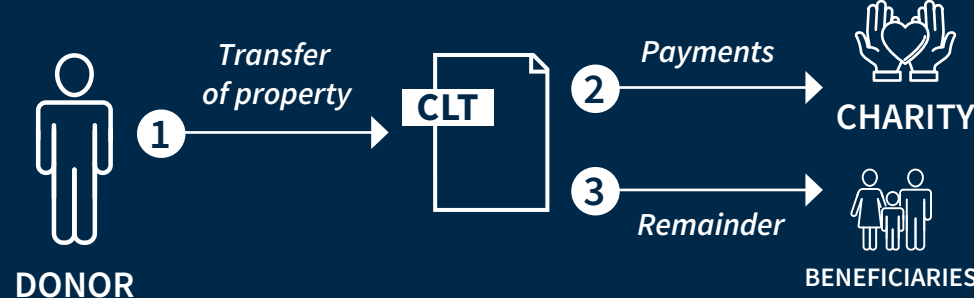 Transfer
of property
1
DONOR
CLT
2
Payments
CHARITY
3
Remainder
BENEFICIARIES